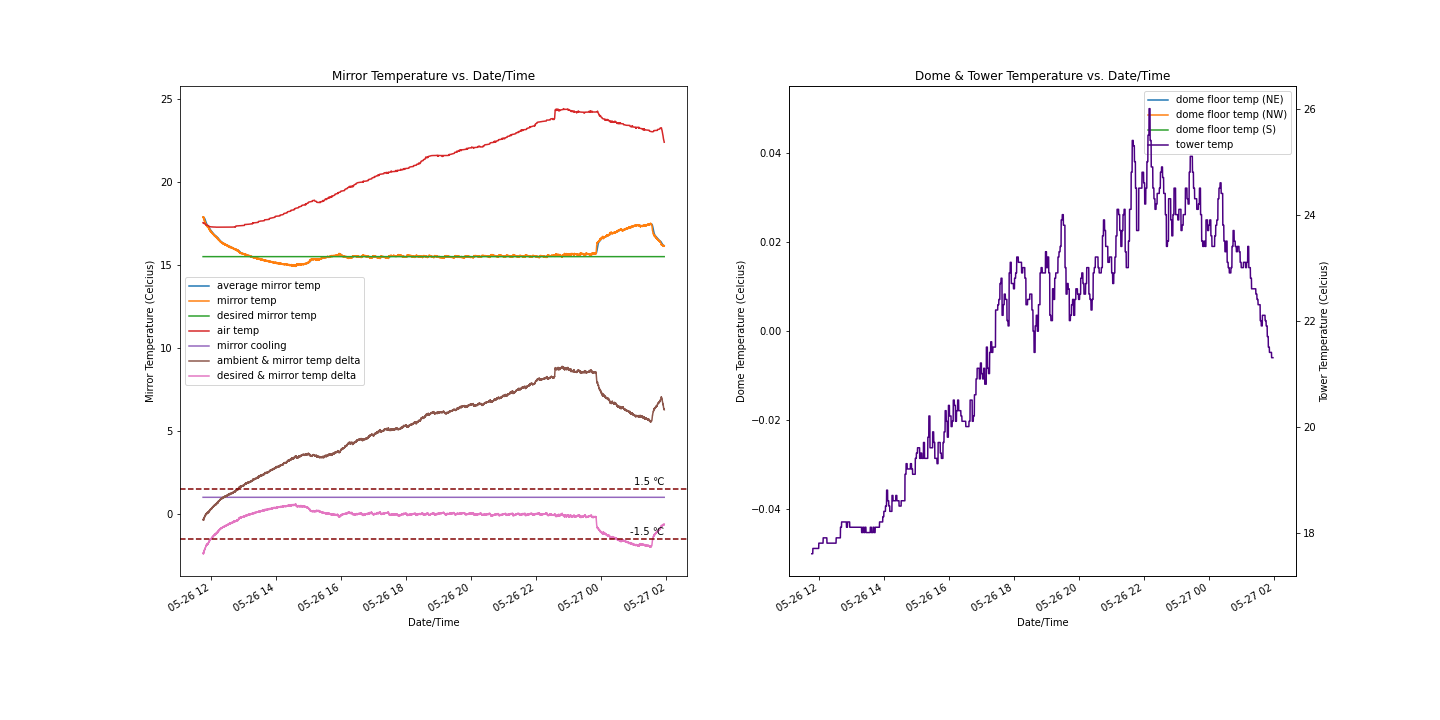 Mirror Temperature vs. Date/Time
25
20
15
10
5
0
Mirror Temperature (Celcius)
average mirror temp
mirror temp
desired mirror temp
air temp
mirror cooling
ambient & mirror temp delta
desired & mirror temp delta
1.5 °C
-1.5 °C
05-26 12
05-26 14
05-26 16
05-26 18
05-26 20
05-26 22
05-27 00
05-27 02
Date/Time
Dome & Tower Temperature vs. Date/Time
0.04
0.02
0.00
−0.02
−0.04
Dome Temperature (Celcius)
dome floor temp (NE)
dome floor temp (NW)
dome floor temp (S)
tower temp
26
24
22
20
18
Tower Temperature (Celcius)
05-26 12
05-26 14
05-26 16
05-26 18
05-26 20
05-26 22
05-27 00
05-27 02
Date/Time